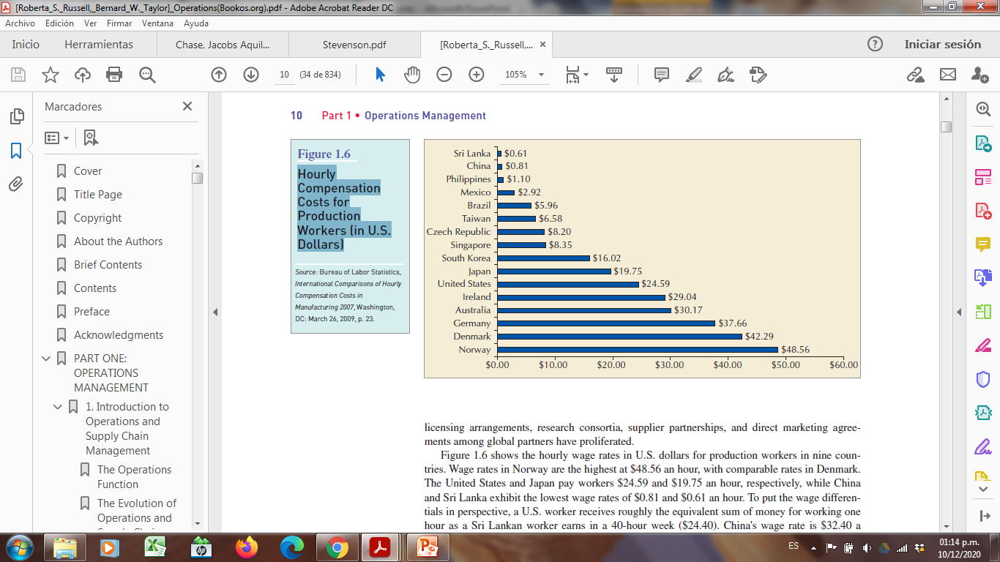 [Roberta_S._Russell,_Bernard_W._Taylor]_Operations(Bookos.org).pdf - Adobe Acrobat Reader DC
Archivo Edición Ver Firmar Ventana Ayuda
Inicio Herramientas Chase, Jacobs Aquil... Stevenson.pdf [Roberta_S._Russell,... × Iniciar sesión
10 (34 de 834) 105%
Marcadores
Cover
Title Page
Copyright
About the Authors
Brief Contents
Contents
Preface
Acknowledgments
PART ONE:
OPERATIONS
MANAGEMENT
1. Introduction to
Operations and
Supply Chain
Management
The Operations
Function
The Evolution of
Operations and
10 Part 1 • Operations Management
Figure 1.6
Hourly
Compensation
Costs for
Production
Workers (in U.S.
Dollars)
Source: Bureau of Labor Statistics,
International Comparisons of Hourly
Compensation Costs in
Manufacturing 2007, Washington,
DC: March 26, 2009, p. 23.
Sri Lanka $0.61
China $0.81
Philippines $1.10
Mexico $2.92
Brazil $5.96
Taiwan $6.58
Czech Republic $8.20
Singapore $8.35
South Korea $16.02
Japan $19.75
United States $24.59
Ireland $29.04
Australia $30.17
Germany $37.66
Denmark $42.29
Norway $48.56
$0.00 $10.00 $20.00 $30.00 $40.00 $50.00 $60.00
licensing arrangements, research consortia, supplier partnerships, and direct marketing agree-
ments among global partners have proliferated.
Figure 1.6 shows the hourly wage rates in U.S. dollars for production workers in nine coun-
tries. Wage rates in Norway are the highest at $48.56 an hour, with comparable rates in Denmark.
The United States and Japan pay workers $24.59 and $19.75 an hour, respectively, while China
and Sri Lanka exhibit the lowest wage rates of $0.81 and $0.61 an hour. To put the wage differen-
tials in perspective, a U.S. worker receives roughly the equivalent sum of money for working one
hour as a Sri Lankan worker earns in a 40-hour week ($24.40). China's wage rate is $32.40 a
hp
ES
01:14 p.m.
10/12/2020